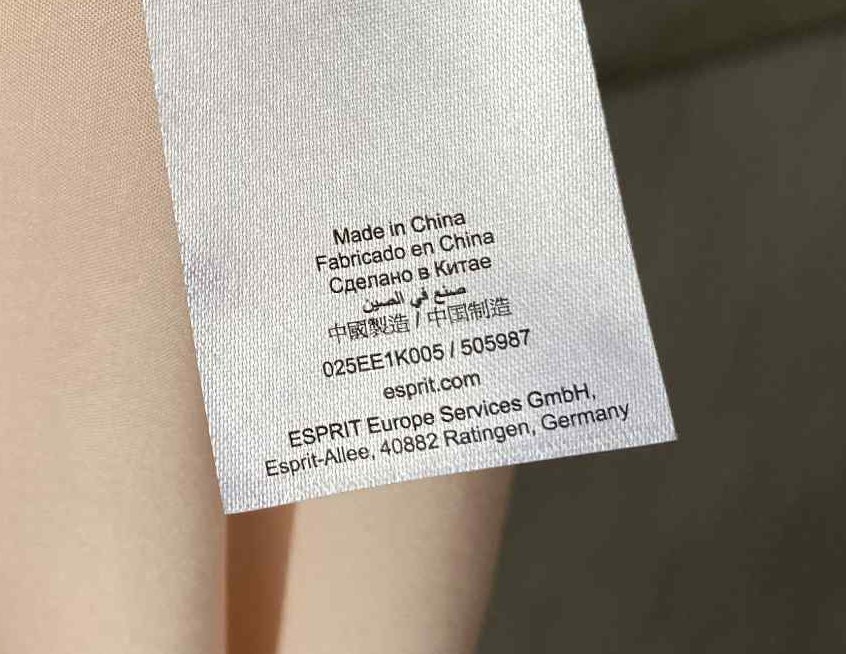 Made in China
Fabricado en China
Сделано в Китае
صنع في الصين
中國製造 / 中国制造
025EE1K005 / 505987
esprit.com
ESPRIT Europe Services GmbH,
Esprit-Allee, 40882 Ratingen, Germany